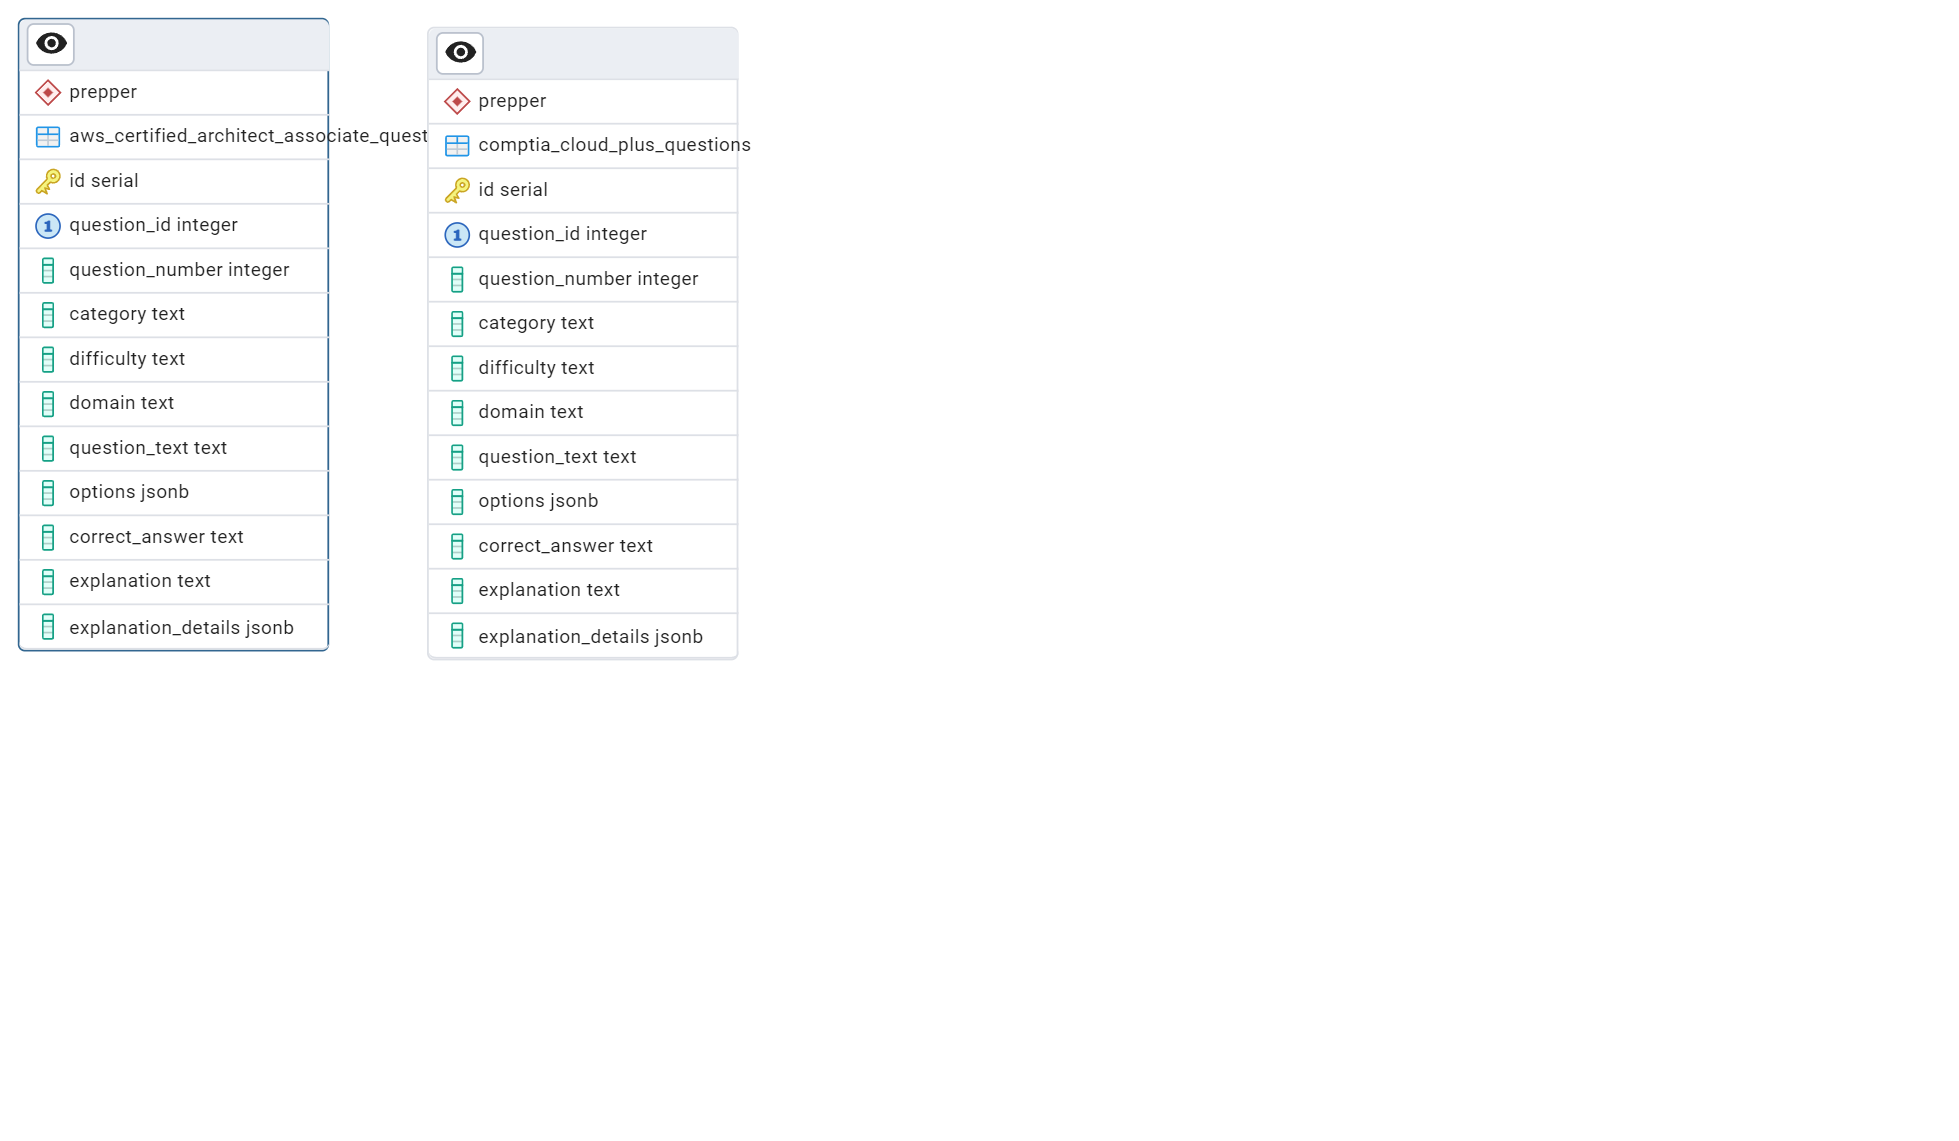 prepper
aws_certified_architect_associate_quest
id serial
1 question_id integer
question_number integer
category text
difficulty text
domain text
question_text text
options jsonb
correct_answer text
explanation text
explanation_details jsonb
prepper
comptia_cloud_plus_questions
id serial
1 question_id integer
question_number integer
category text
difficulty text
domain text
question_text text
options jsonb
correct_answer text
explanation text
explanation_details jsonb